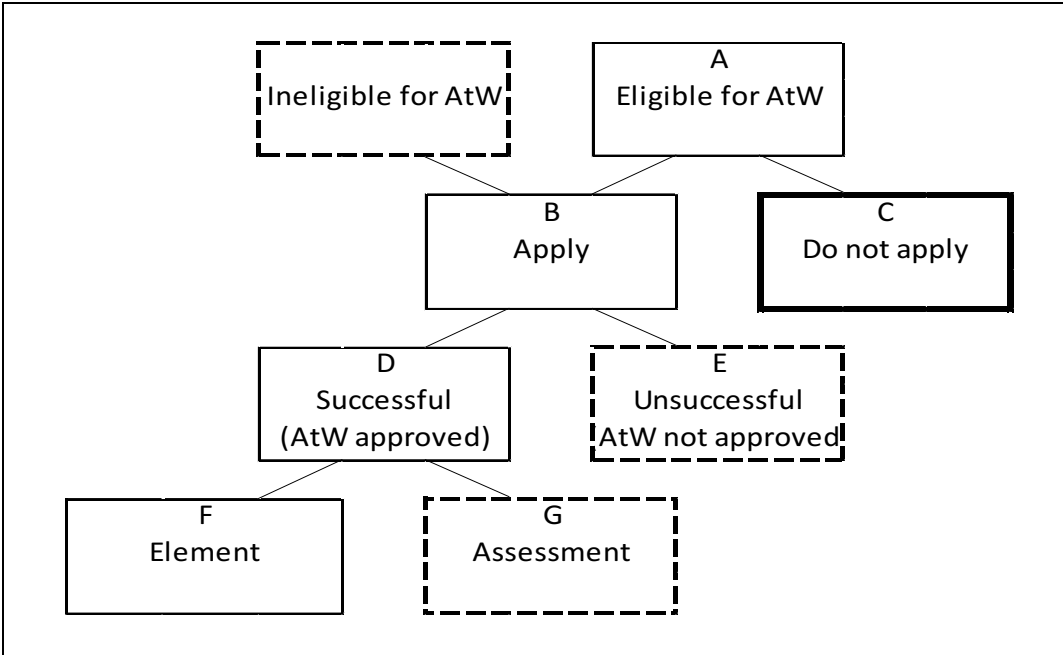 Ineligible for AtW
A
Eligible for AtW
B
Apply
C
Do not apply
D
Successful
(AtW approved)
E
Unsuccessful
AtW not approved
F
Element
G
Assessment